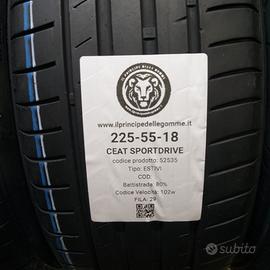 IL PRINCIPE DELLE GOMME
www.ilprincipedellegomme.it
225-55-18
CEAT SPORTDRIVE
codice prodotto: 52535
Tipo: ESTIVI
COD:
Battistrada: 80%
Codice Velocità: 102w
FILA: 29
subito